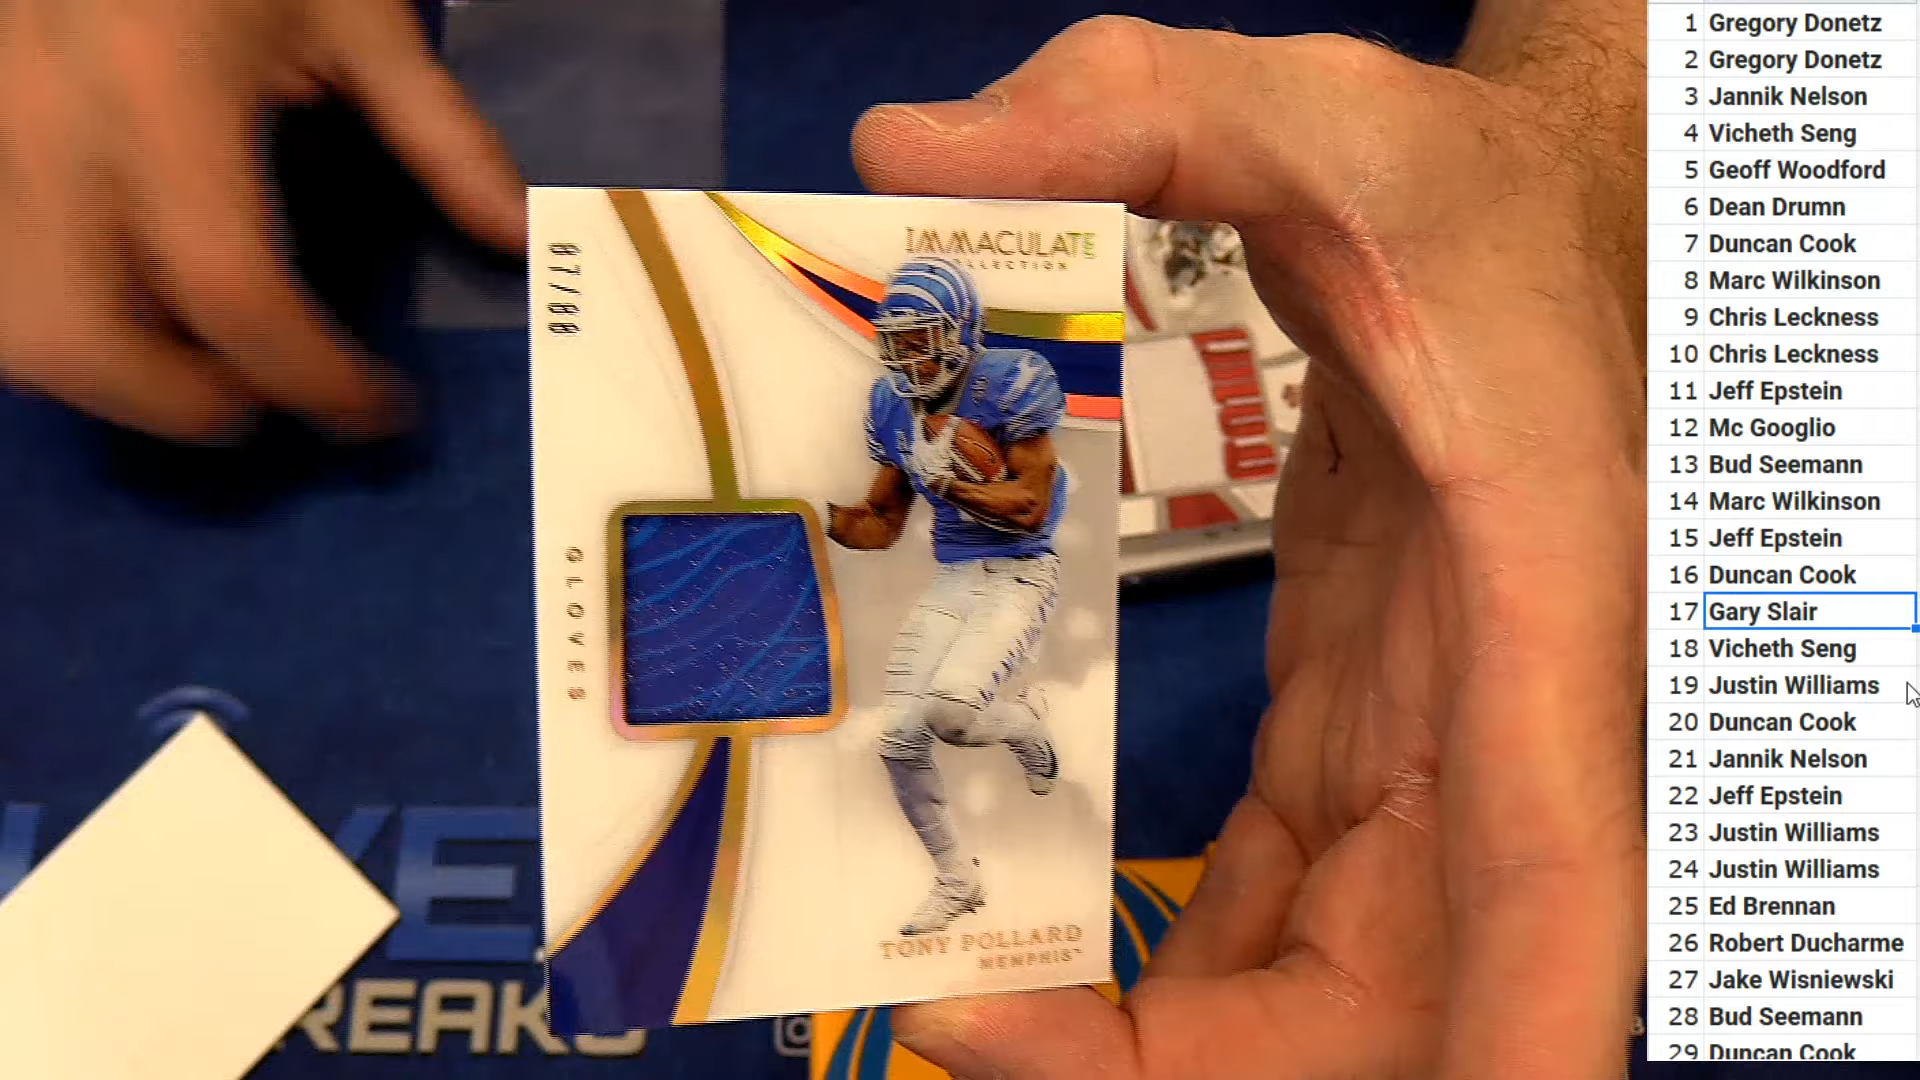 IMMACULATE
COLLECTION
87/88
GLOVES
TONY POLLARD
MEMPHIS
REAKS
1 Gregory Donetz
2 Gregory Donetz
3 Jannik Nelson
4 Vicheth Seng
5 Geoff Woodford
6 Dean Drumn
7 Duncan Cook
8 Marc Wilkinson
9 Chris Leckness
10 Chris Leckness
11 Jeff Epstein
12 Mc Googlio
13 Bud Seemann
14 Marc Wilkinson
15 Jeff Epstein
16 Duncan Cook
17 Gary Slair
18 Vicheth Seng
19 Justin Williams
20 Duncan Cook
21 Jannik Nelson
22 Jeff Epstein
23 Justin Williams
24 Justin Williams
25 Ed Brennan
26 Robert Ducharme
27 Jake Wisniewski
28 Bud Seemann
29 Duncan Cook